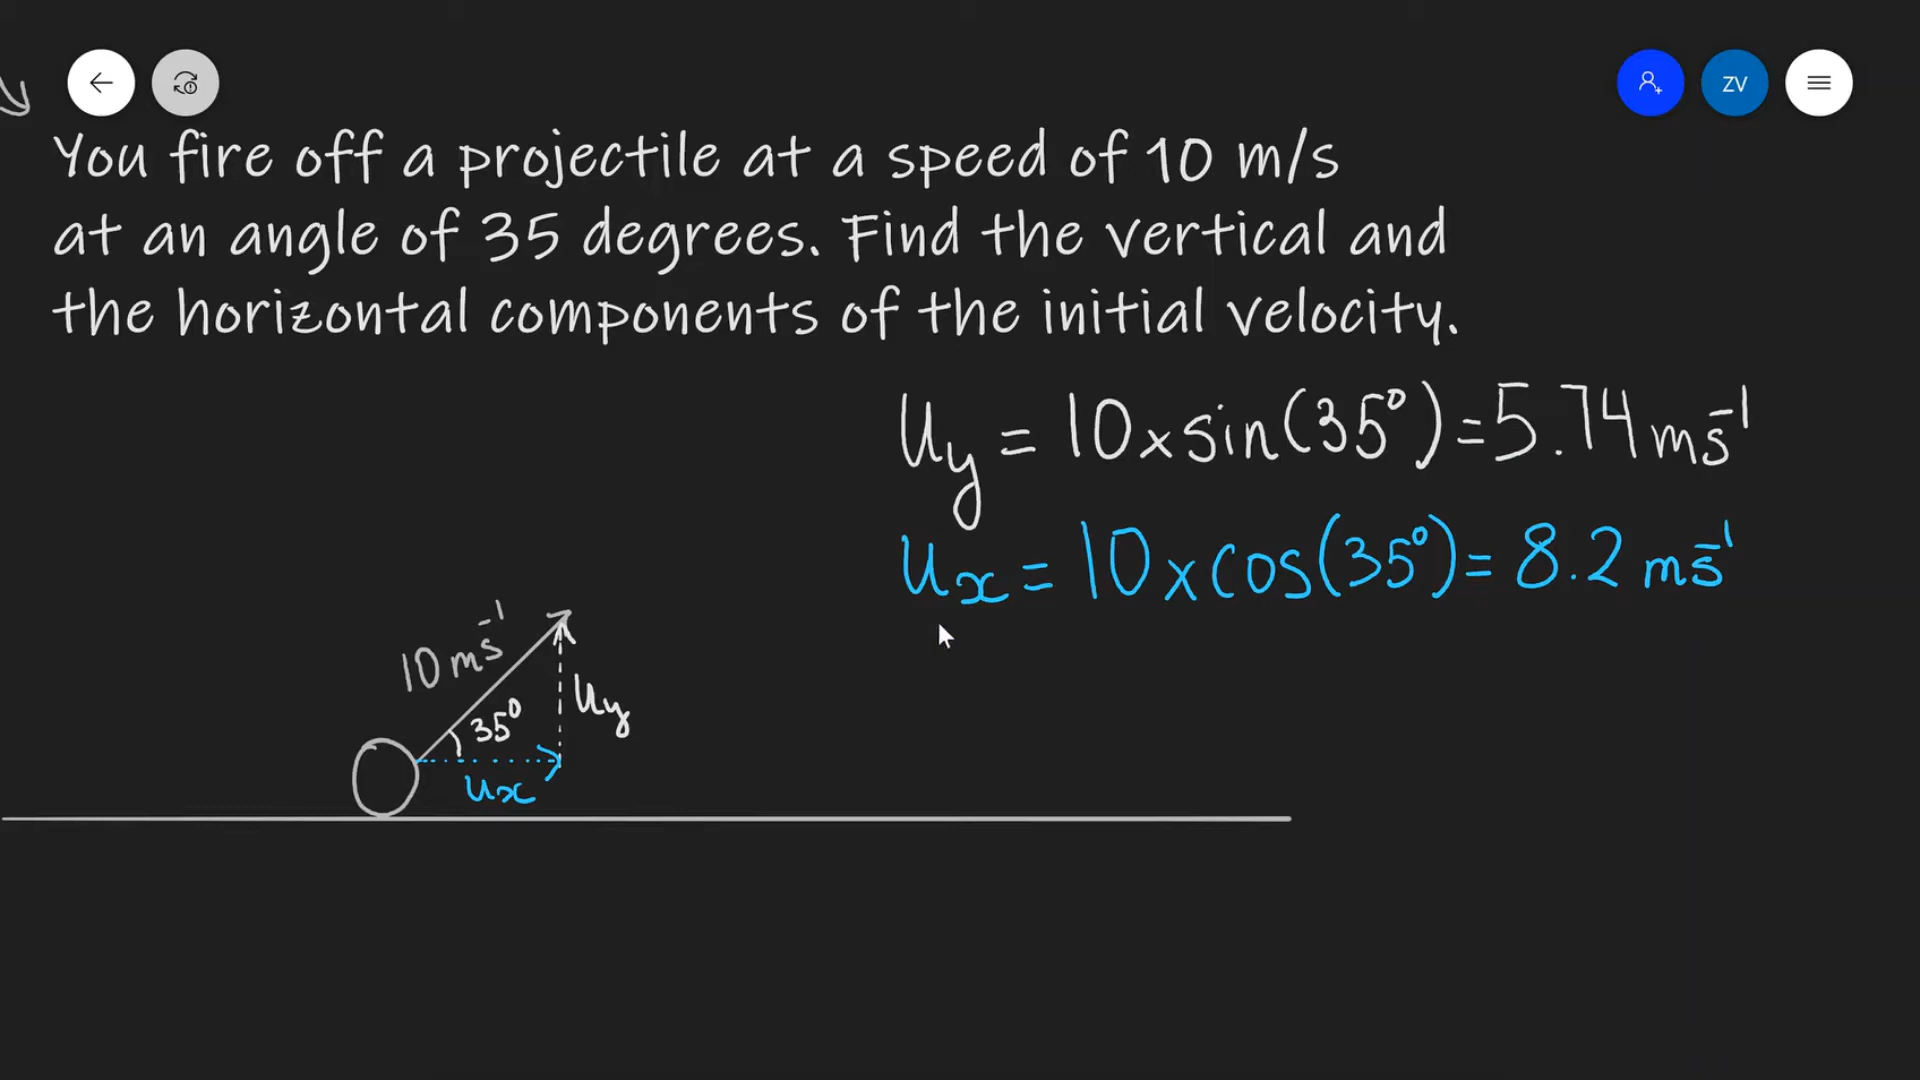 ZV
You fire off a projectile at a speed of 10 m/s
at an angle of 35 degrees. Find the vertical and
the horizontal components of the initial velocity.
Uy = 10 x sin(35°) = 5.74 ms⁻¹
Ux = 10 x cos(35°) = 8.2 ms⁻¹
10 ms⁻¹
35°
Uy
Ux